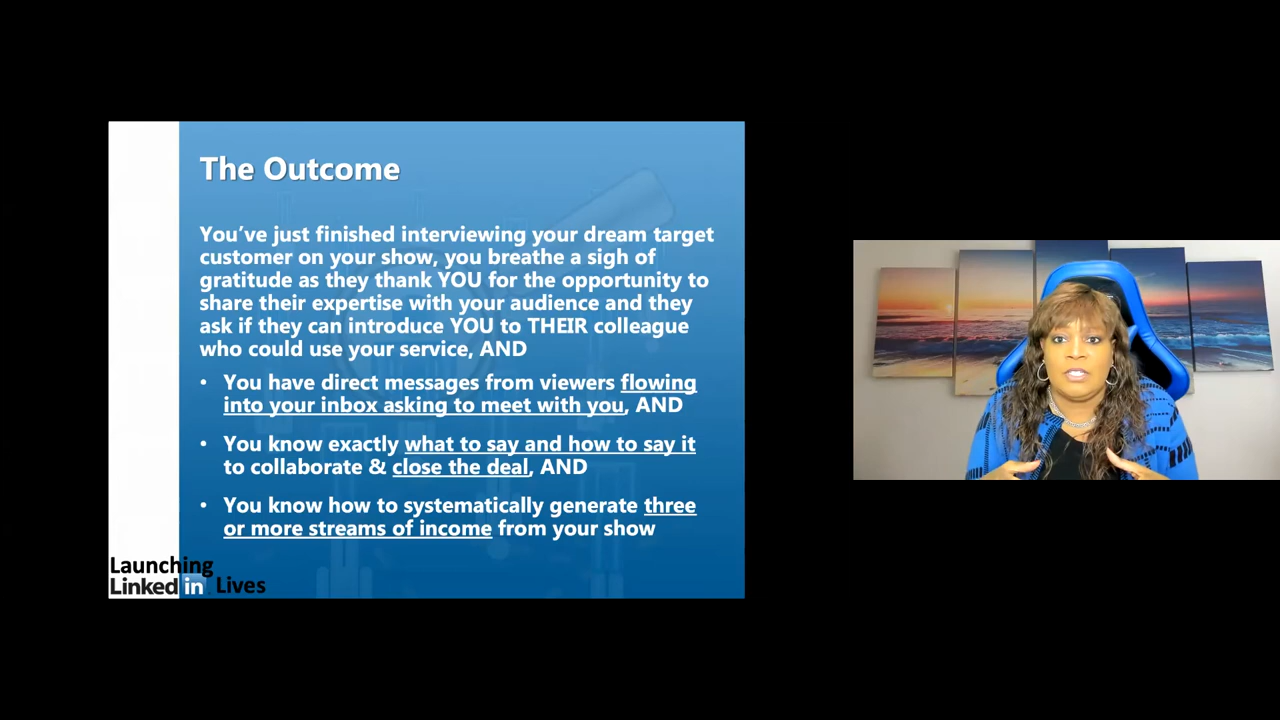 The Outcome
You’ve just finished interviewing your dream target
customer on your show, you breathe a sigh of
gratitude as they thank YOU for the opportunity to
share their expertise with your audience and they
ask if they can introduce YOU to THEIR colleague
who could use your service, AND
• You have direct messages from viewers flowing
into your inbox asking to meet with you, AND
• You know exactly what to say and how to say it
to collaborate & close the deal, AND
• You know how to systematically generate three
or more streams of income from your show
Launching
Linked in Lives